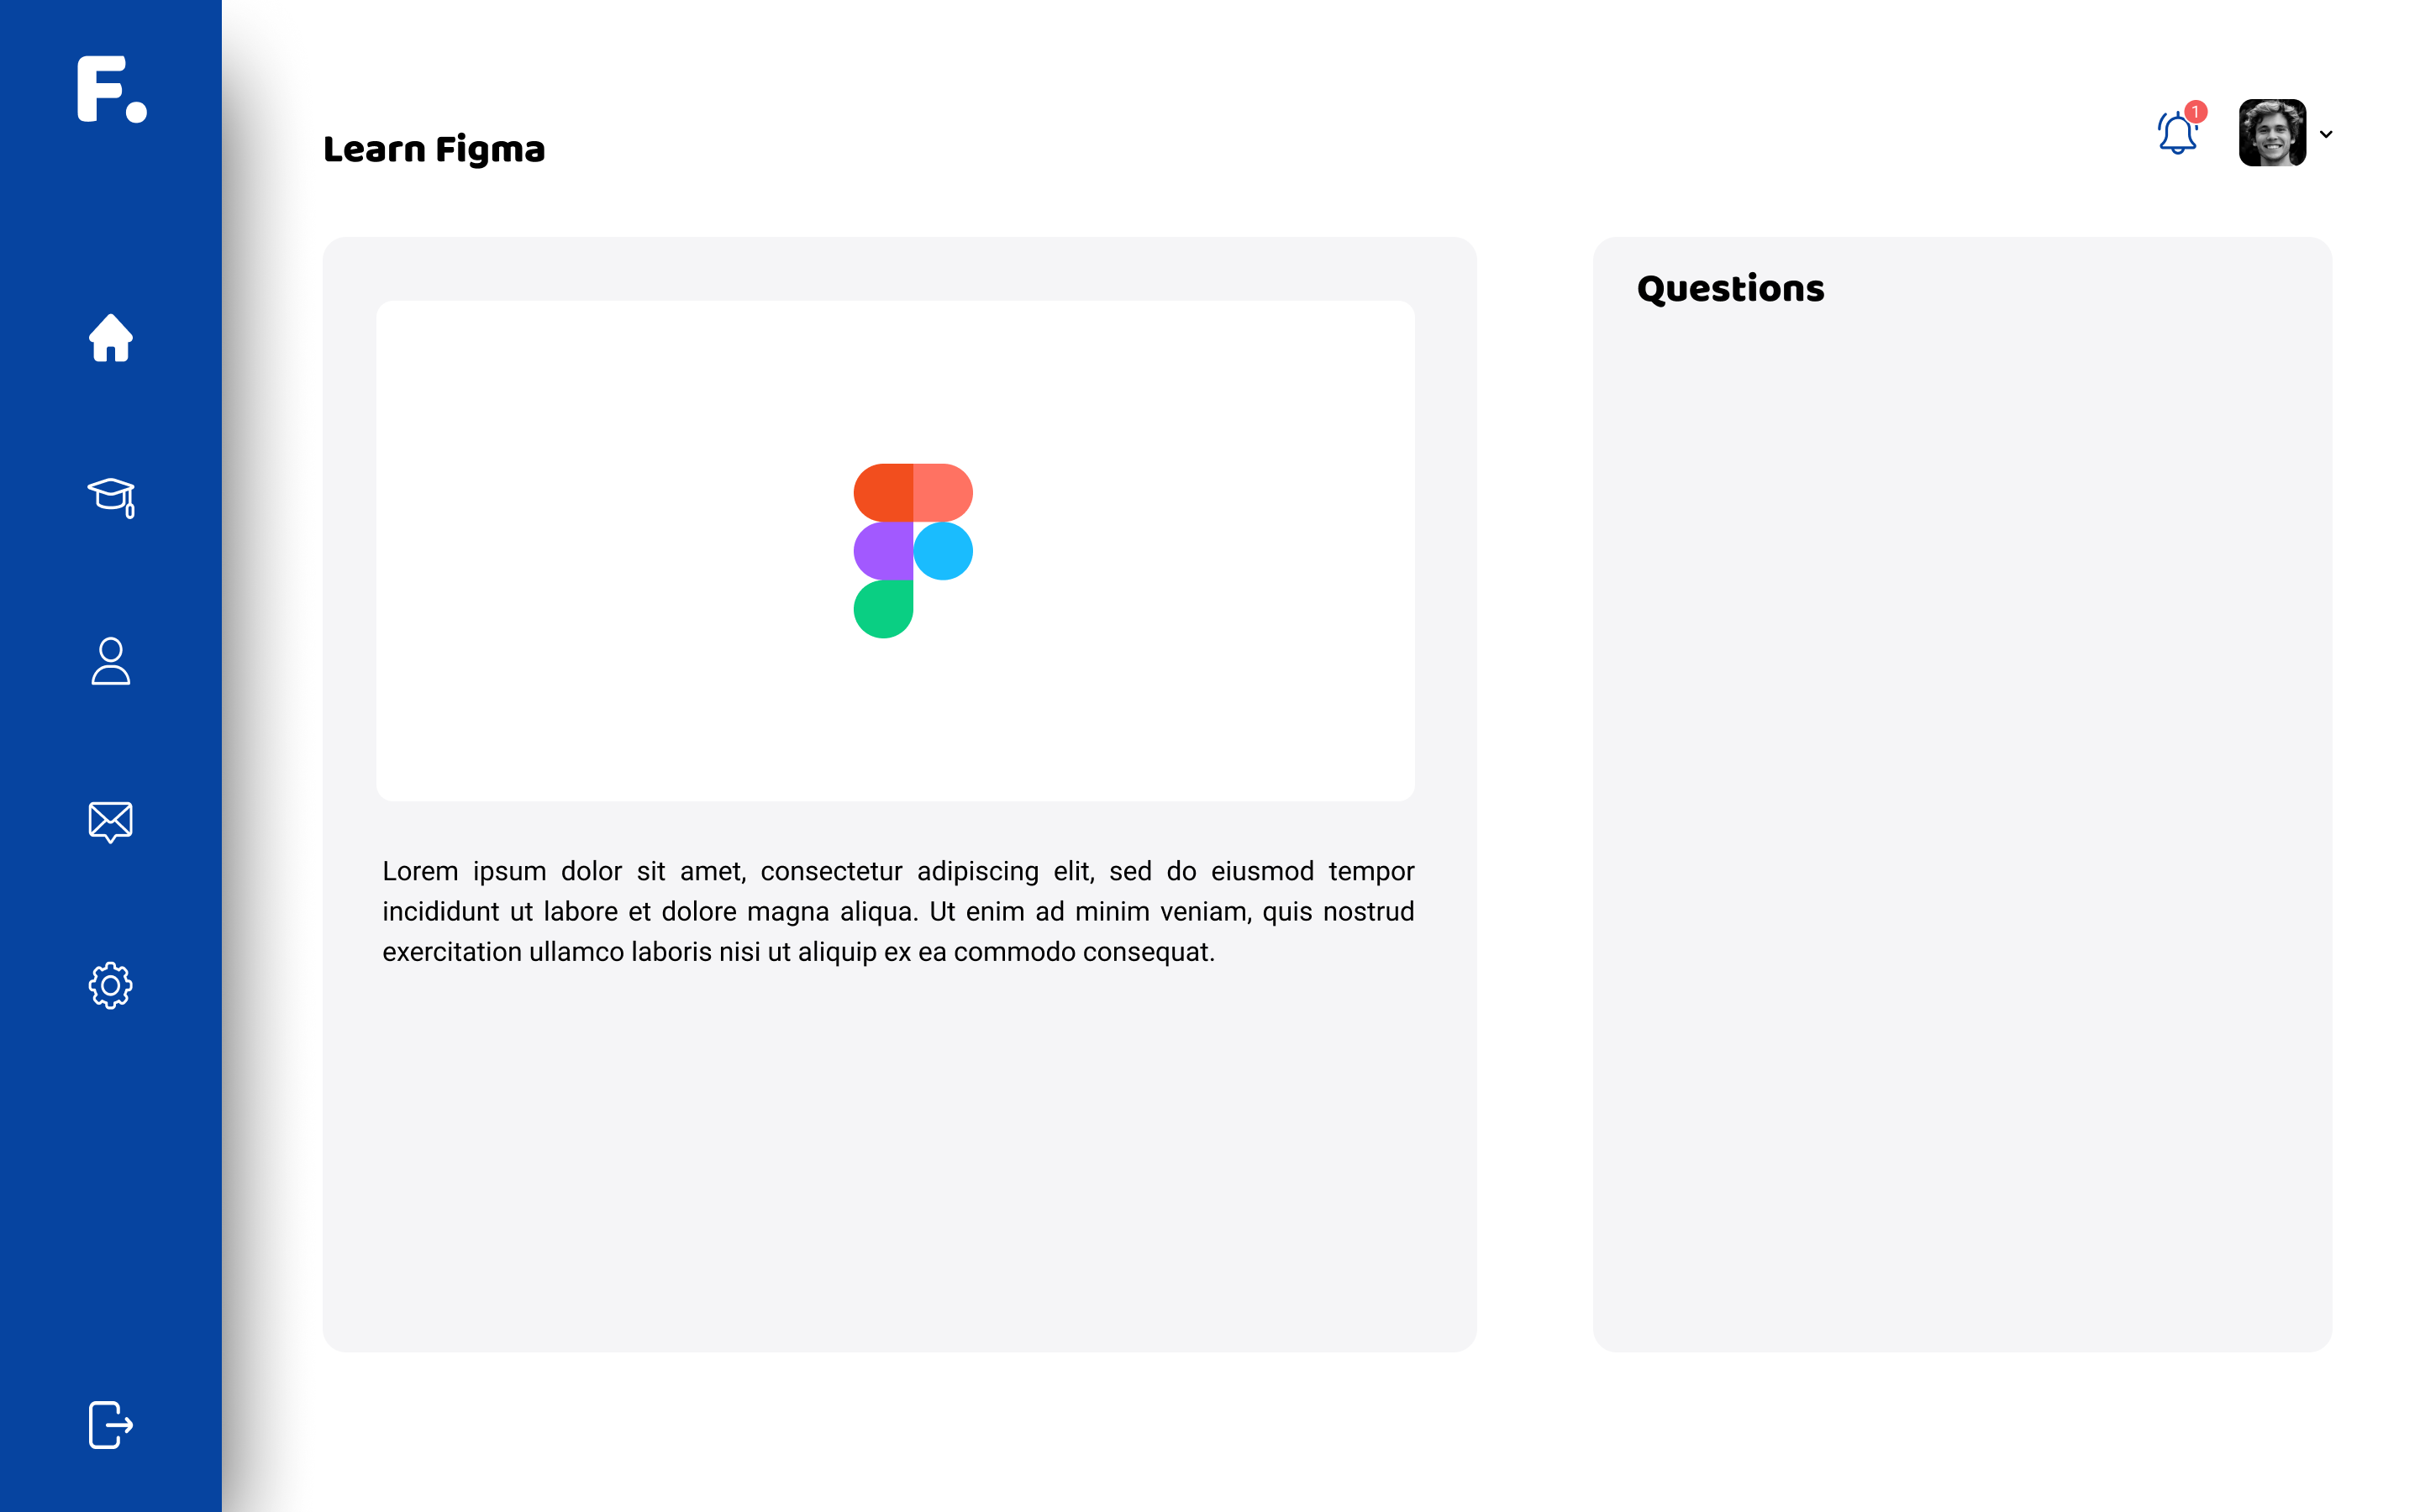 F.
1
Learn Figma
Questions
Lorem ipsum dolor sit amet, consectetur adipiscing elit, sed do eiusmod tempor
incididunt ut labore et dolore magna aliqua. Ut enim ad minim veniam, quis nostrud
exercitation ullamco laboris nisi ut aliquip ex ea commodo consequat.